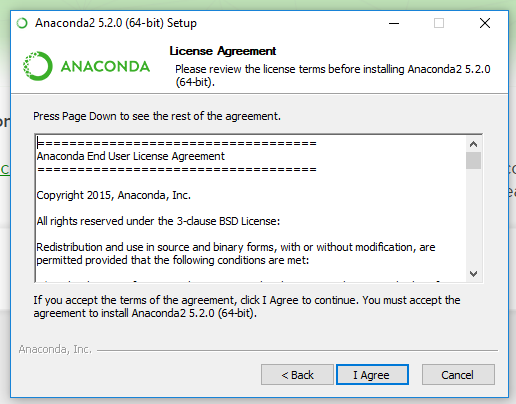 Anaconda2 5.2.0 (64-bit) Setup
ANACONDA
License Agreement
Please review the license terms before installing Anaconda2 5.2.0
(64-bit).
Press Page Down to see the rest of the agreement.
===================================
Anaconda End User License Agreement
===================================
Copyright 2015, Anaconda, Inc.
All rights reserved under the 3-clause BSD License:
Redistribution and use in source and binary forms, with or without modification, are
permitted provided that the following conditions are met:
If you accept the terms of the agreement, click I Agree to continue. You must accept the
agreement to install Anaconda2 5.2.0 (64-bit).
Anaconda, Inc.
< Back
I Agree
Cancel